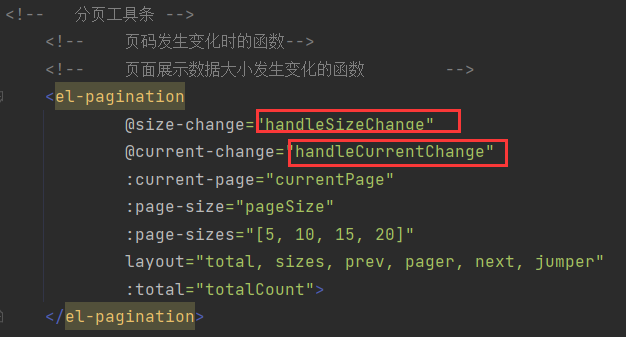 <!-- 分页工具条 -->
<!-- 页码发生变化时的函数-->
<!-- 页面展示数据大小发生变化的函数 -->
<el-pagination
@size-change="handleSizeChange"
@current-change="handleCurrentChange"
:current-page="currentPage"
:page-size="pageSize"
:page-sizes="[5, 10, 15, 20]"
layout="total, sizes, prev, pager, next, jumper"
:total="totalCount">
</el-pagination>